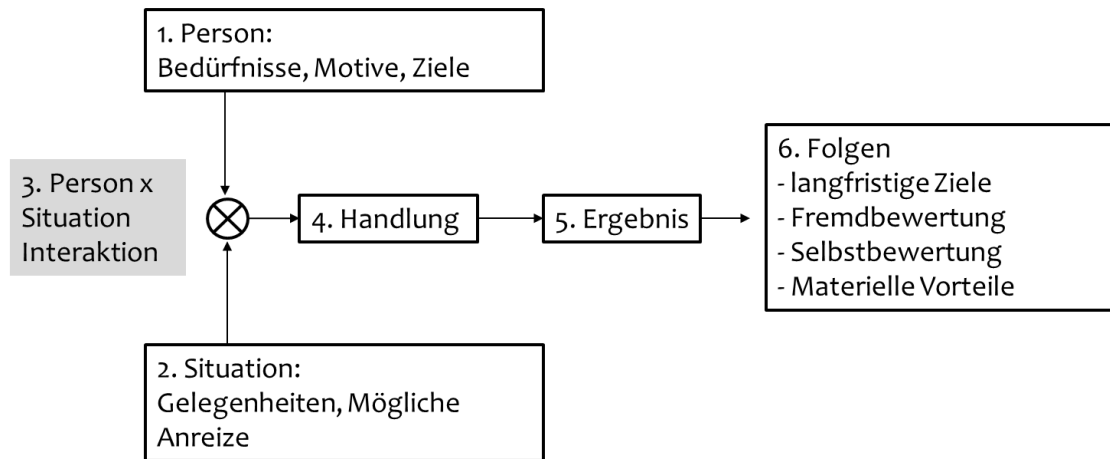 1. Person:
Bedürfnisse, Motive, Ziele
3. Person x
Situation
Interaktion
4. Handlung
5. Ergebnis
6. Folgen
- langfristige Ziele
- Fremdbewertung
- Selbstbewertung
- Materielle Vorteile
2. Situation:
Gelegenheiten, Mögliche
Anreize